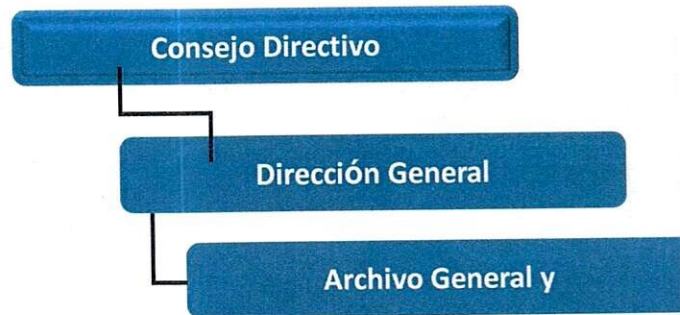 Consejo Directivo
Dirección General
Archivo General y